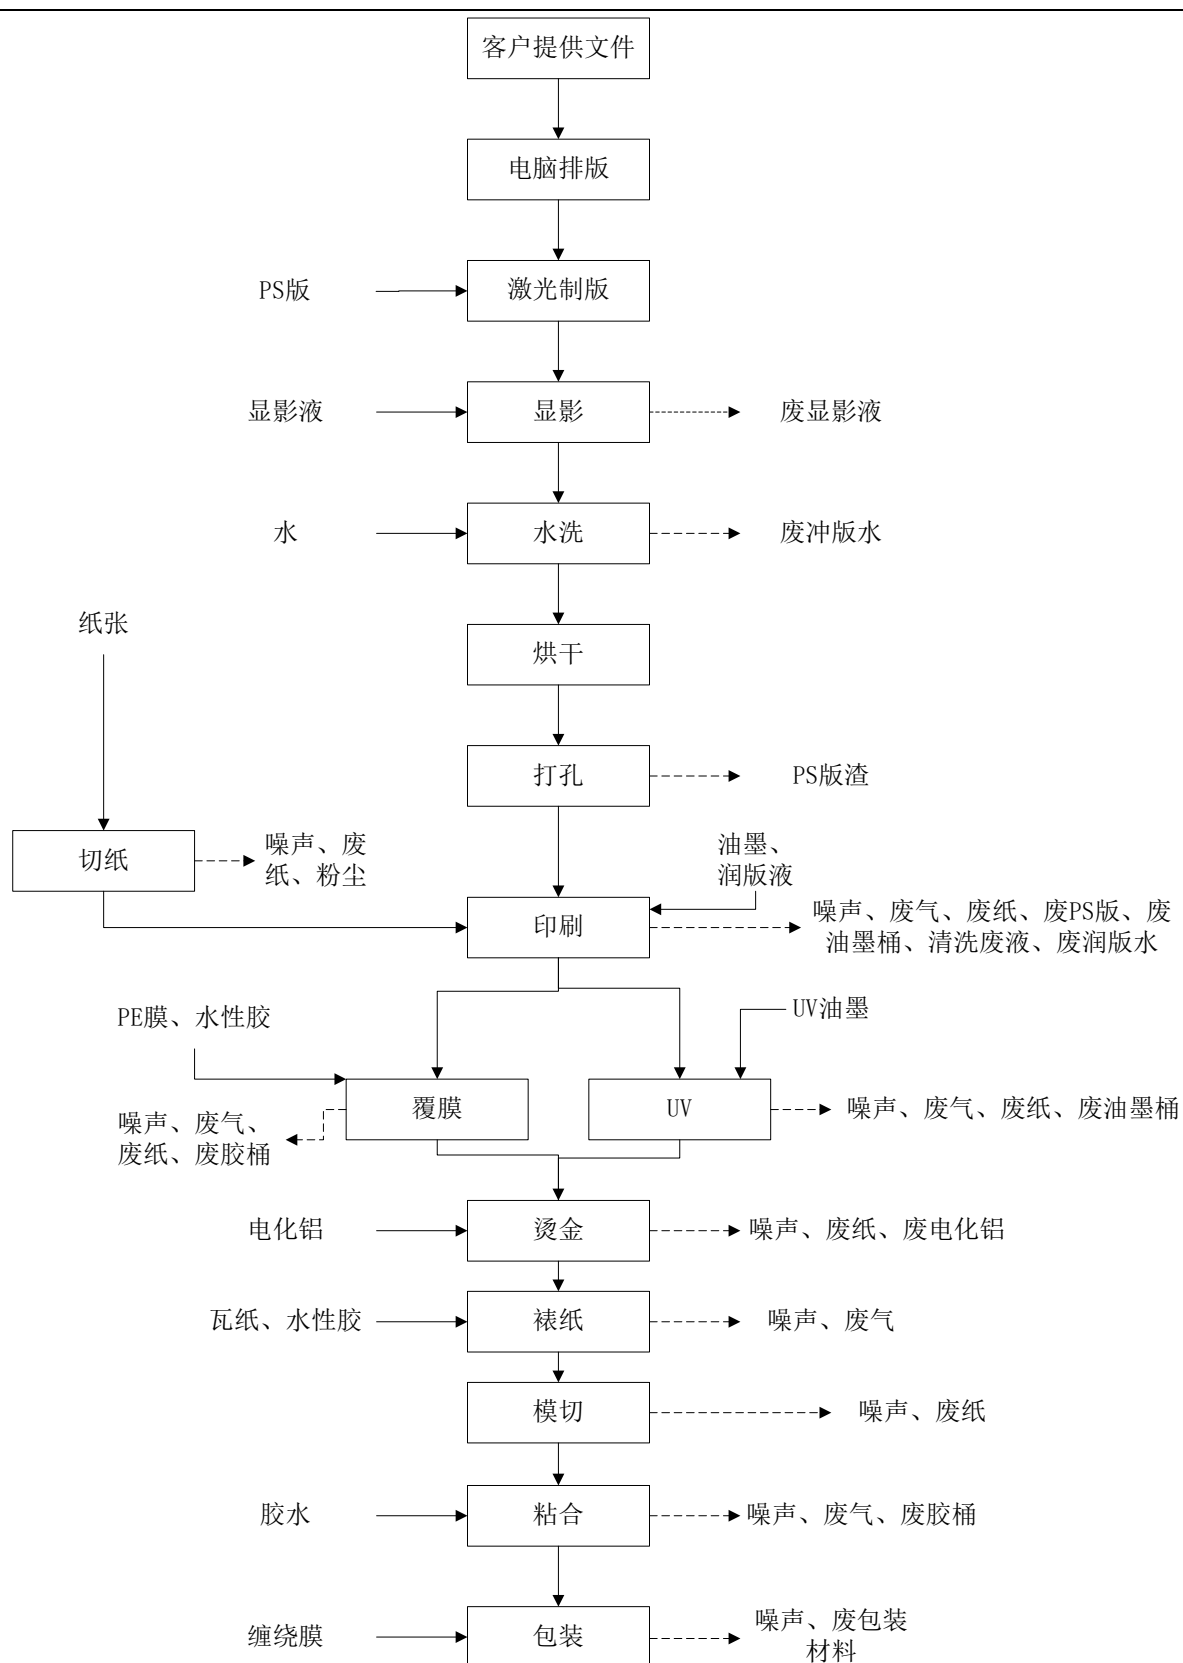 客户提供文件
电脑排版
PS版
激光制版
显影液
显影
废显影液
水
水洗
废冲版水
纸张
烘干
打孔
PS版渣
切纸
噪声、废
纸、粉尘
油墨、
润版液
印刷
噪声、废气、废纸、废PS版、废
油墨桶、清洗废液、废润版水
PE膜、水性胶
UV油墨
覆膜
UV
噪声、废气、
废纸、废胶桶
噪声、废气、废纸、废油墨桶
电化铝
烫金
噪声、废纸、废电化铝
瓦纸、水性胶
裱纸
噪声、废气
模切
噪声、废纸
胶水
粘合
噪声、废气、废胶桶
缠绕膜
包装
噪声、废包装
材料